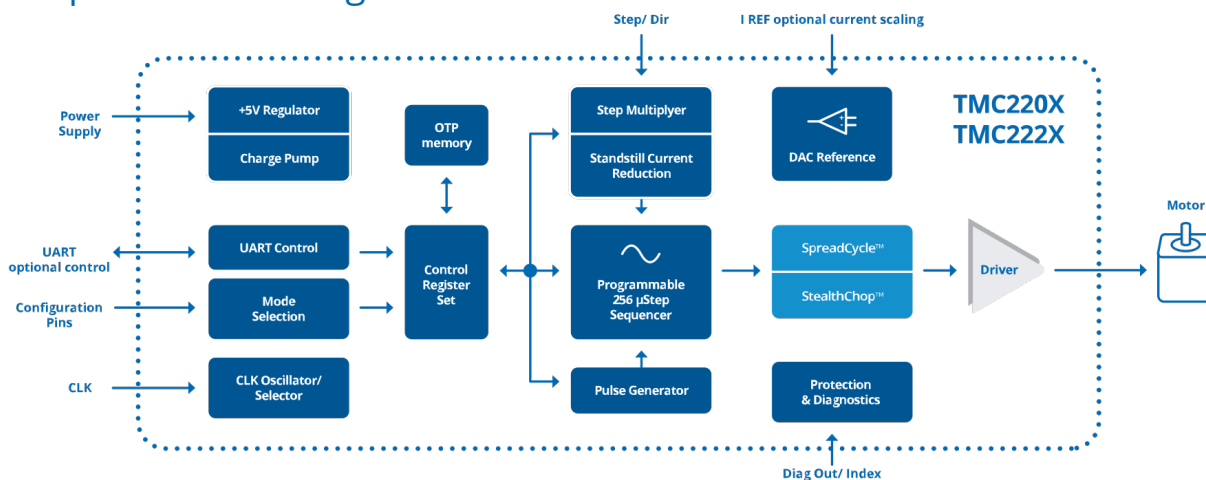 Step/ Dir
I REF optional current scaling
TMC220X
TMC222X
Power
Supply
+5V Regulator
Charge Pump
OTP
memory
Step Multiplyer
Standstill Current
Reduction
DAC Reference
Motor
UART
optional control
UART Control
Configuration
Pins
Mode
Selection
Control
Register
Set
Programmable
256 µStep
Sequencer
SpreadCycle™
StealthChop™
Driver
CLK
CLK Oscillator/
Selector
Pulse Generator
Protection
& Diagnostics
Diag Out/ Index